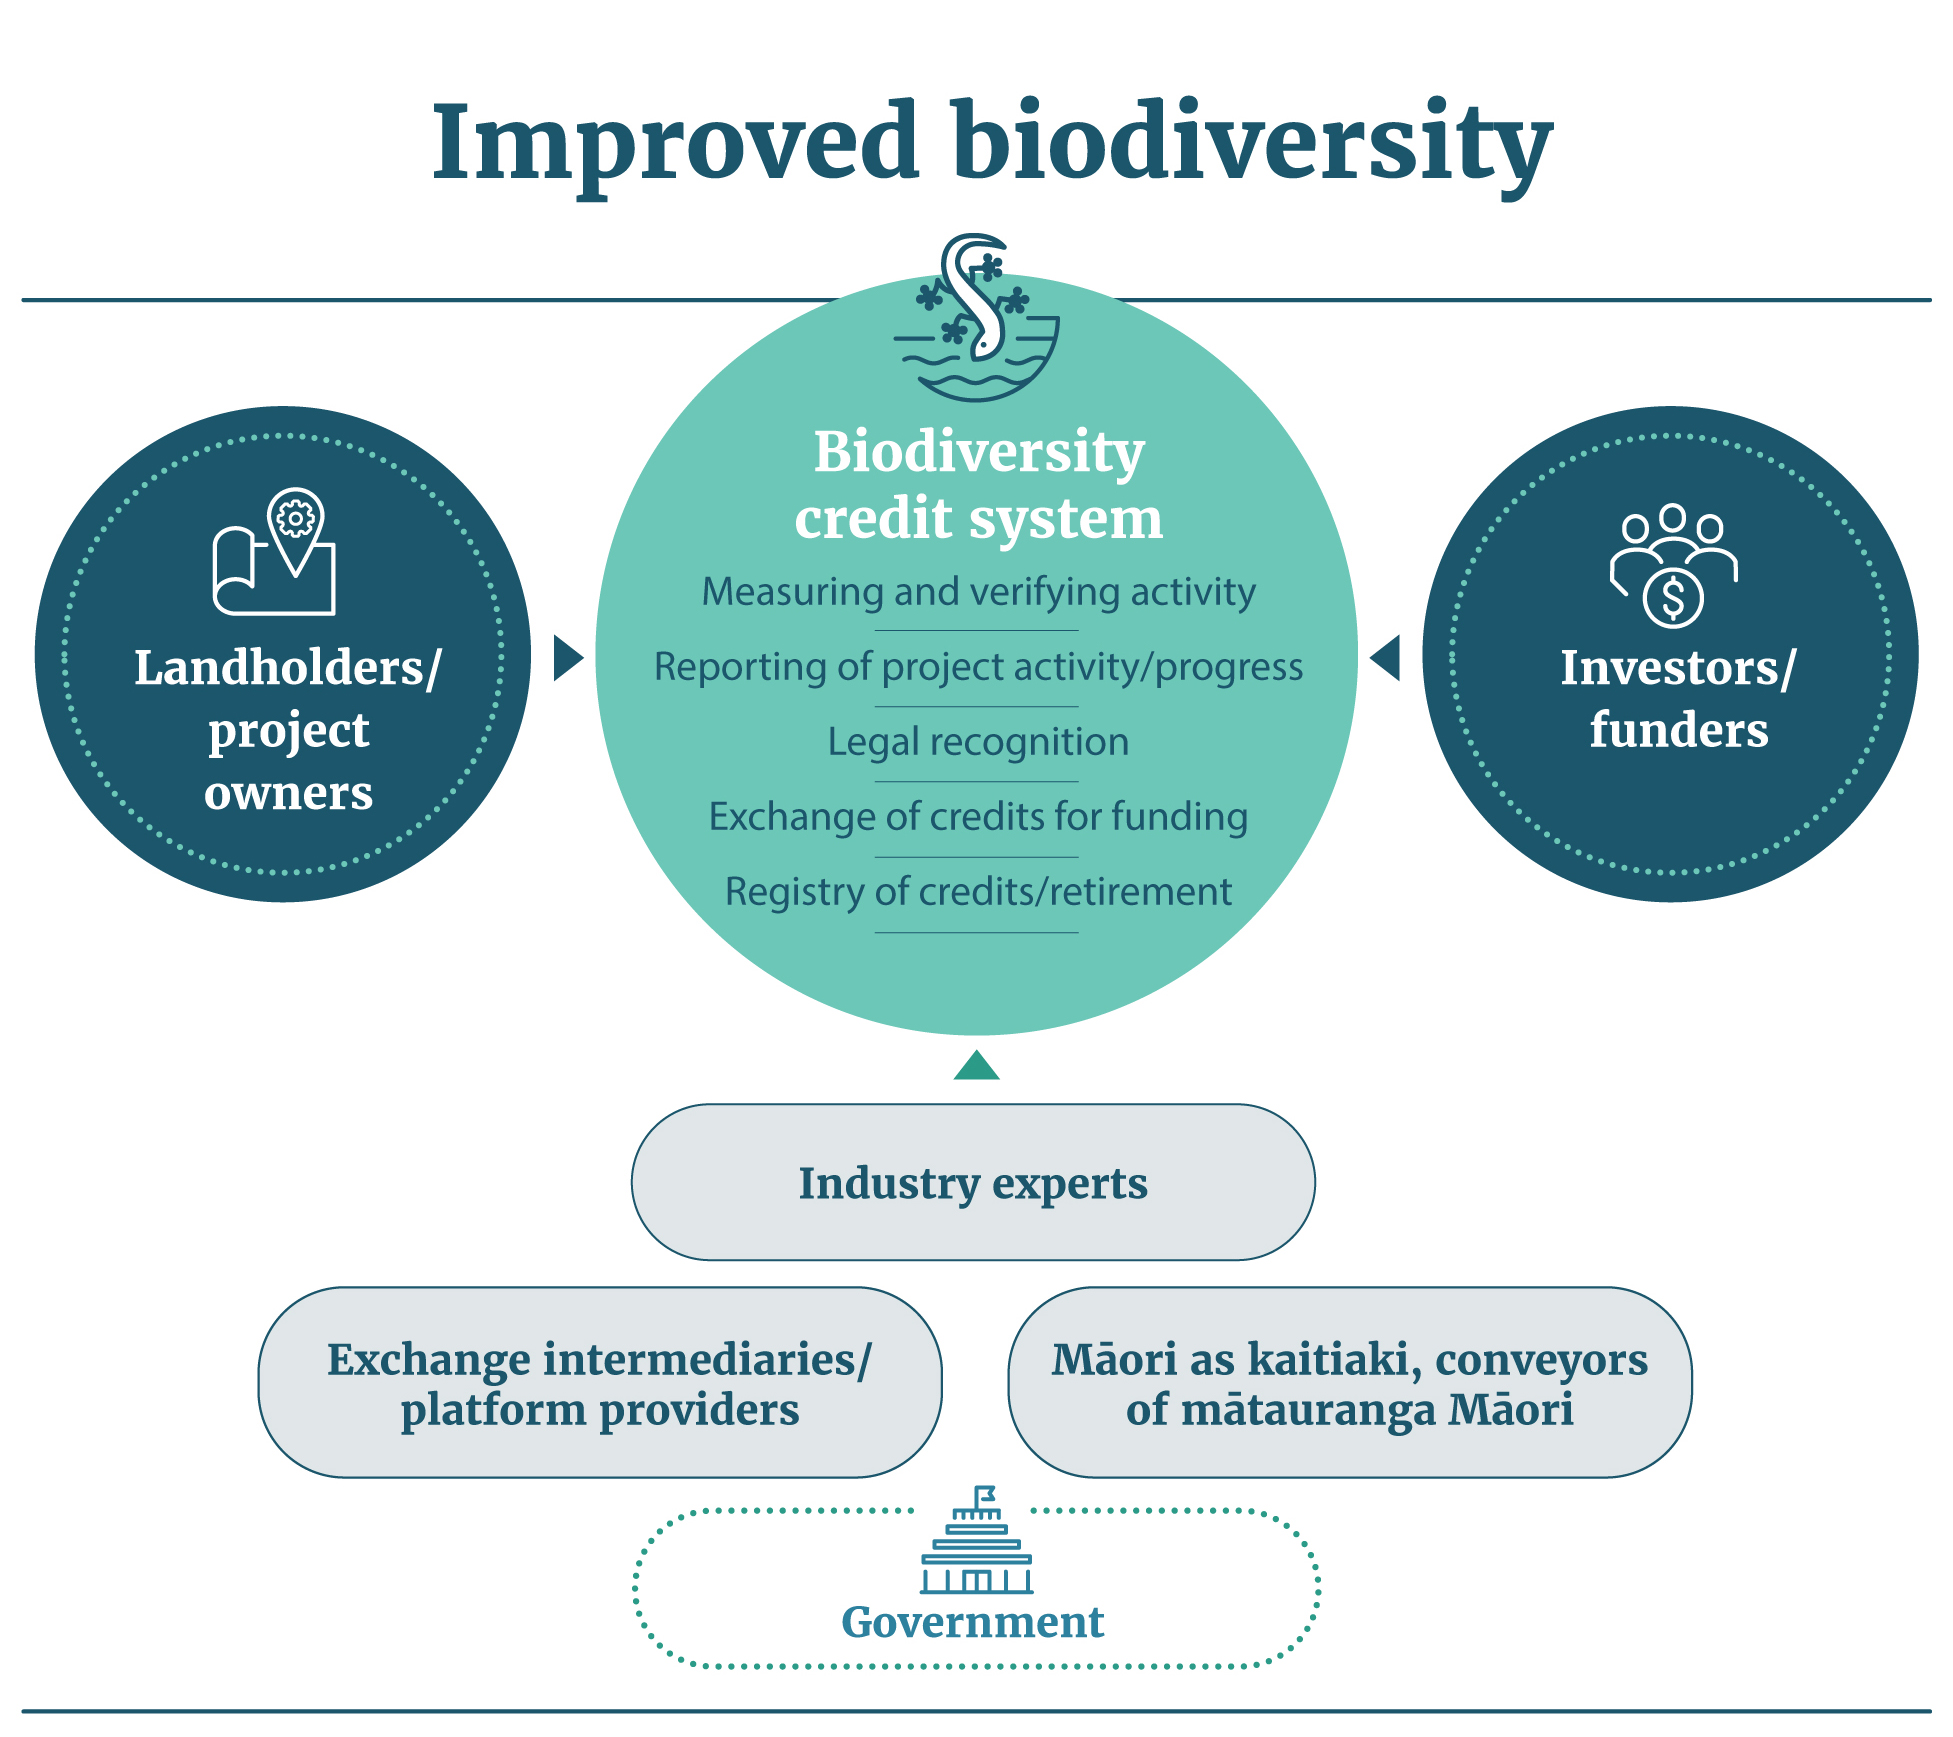 Improved biodiversity
Biodiversity
credit system
Measuring and verifying activity
Reporting of project activity/progress
Legal recognition
Exchange of credits for funding
Registry of credits/retirement
Landholders/
project
owners
Investors/
funders
Industry experts
Exchange intermediaries/
platform providers
Māori as kaitiaki, conveyors
of mātauranga Māori
Government